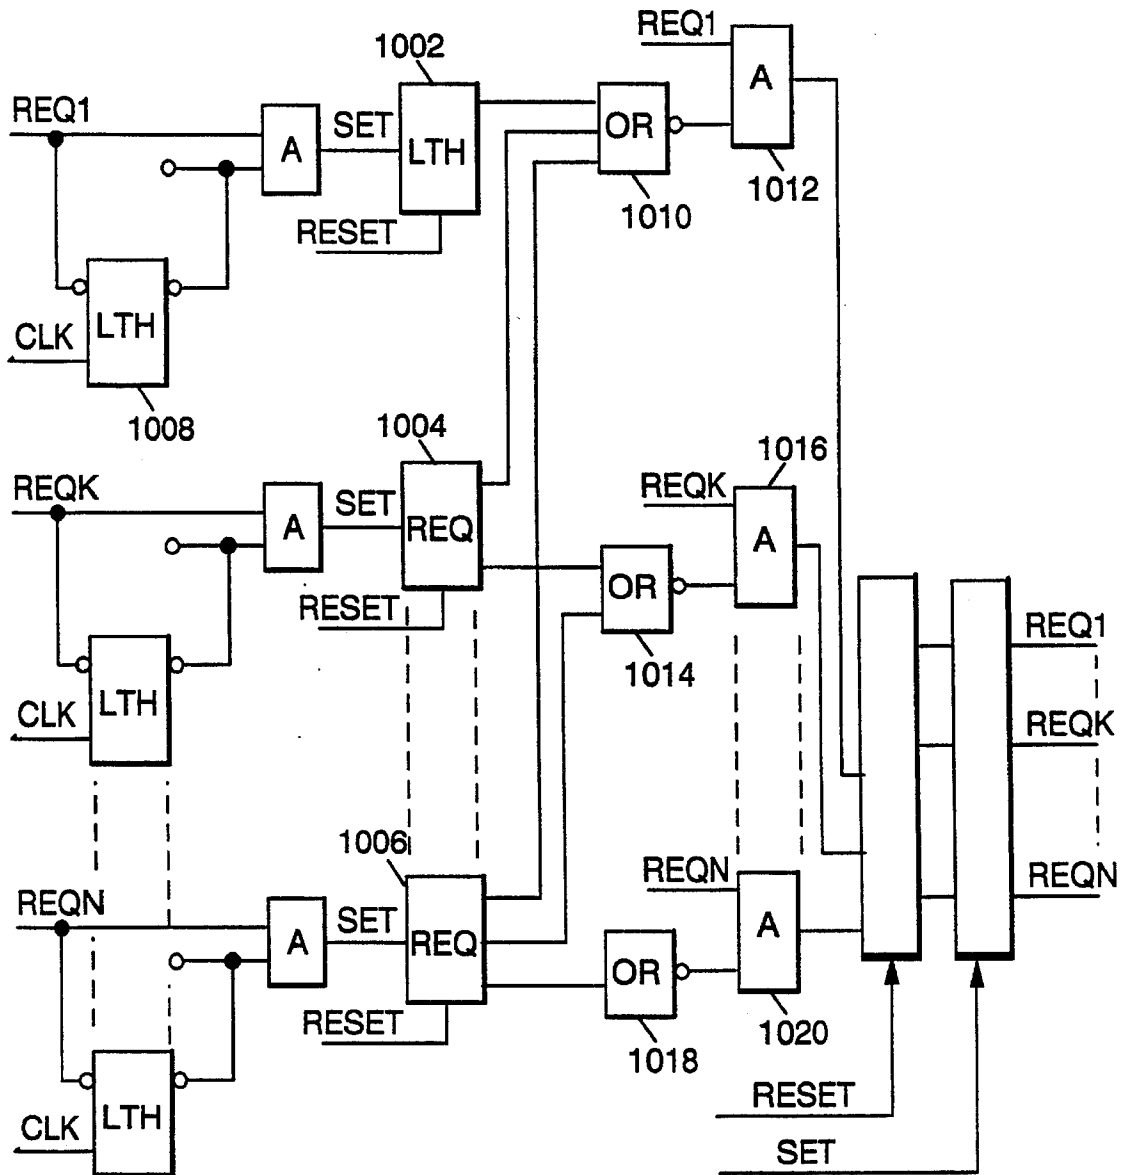 REQ1
1002
REQ1
A
SET
LTH
OR
A
1012
1010
RESET
CLK
LTH
1008
1004
1016
REQK
A
SET
REQ
REQK
A
OR
RESET
1014
CLK
LTH
REQ1
REQK
REQN
1006
REQN
A
SET
REQ
REQN
A
OR
1020
RESET
1018
CLK
LTH
RESET
SET